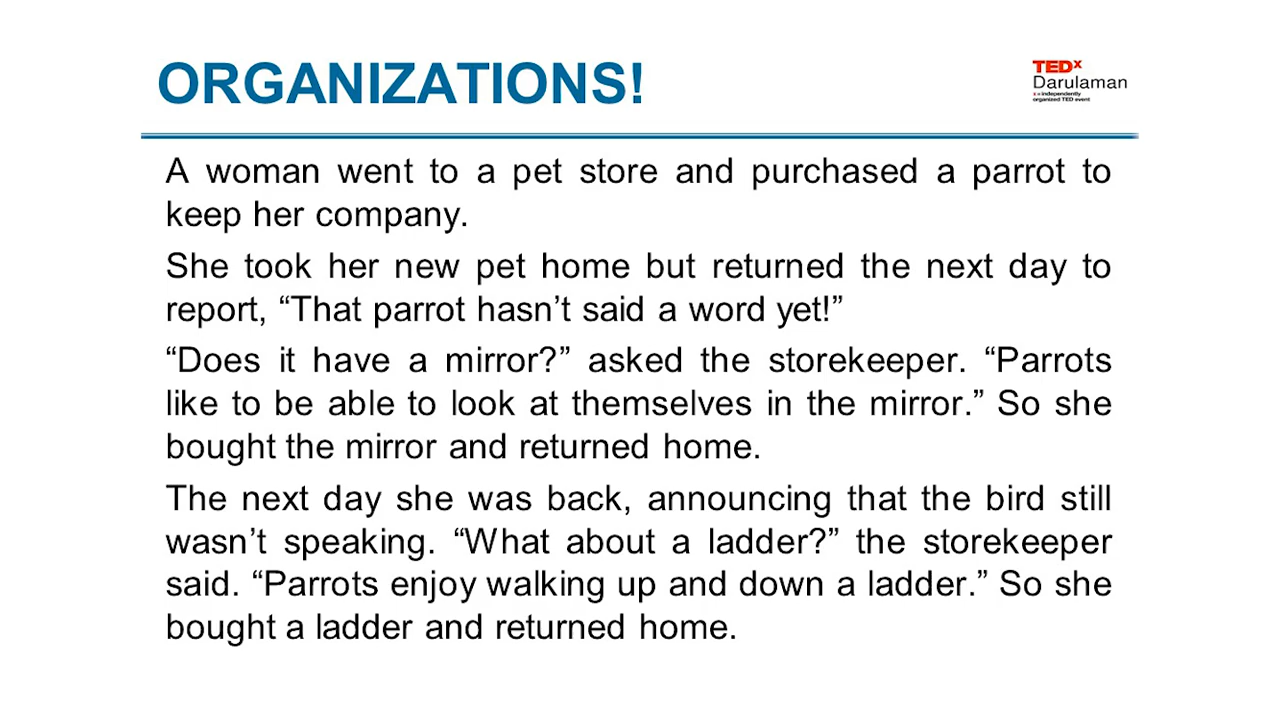 ORGANIZATIONS!
TEDx
Darulaman
independently
organized TED event
A woman went to a pet store and purchased a parrot to
keep her company.
She took her new pet home but returned the next day to
report, “That parrot hasn’t said a word yet!”
“Does it have a mirror?” asked the storekeeper. “Parrots
like to be able to look at themselves in the mirror.” So she
bought the mirror and returned home.
The next day she was back, announcing that the bird still
wasn’t speaking. “What about a ladder?” the storekeeper
said. “Parrots enjoy walking up and down a ladder.” So she
bought a ladder and returned home.